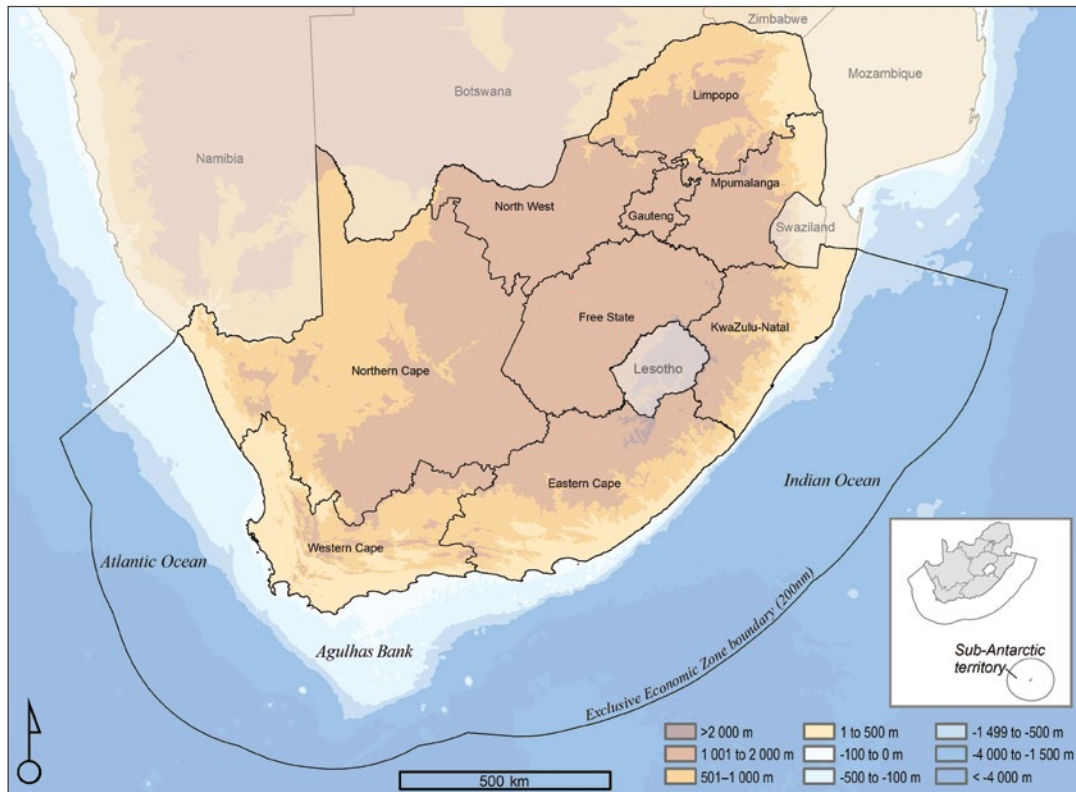 Zimbabwe
Mozambique
Botswana
Limpopo
Namibia
Mpumalanga
North West
Gauteng
Swaziland
Free State
KwaZulu-Natal
Northern Cape
Lesotho
Indian Ocean
Eastern Cape
Western Cape
Atlantic Ocean
Agulhas Bank
Exclusive Economic Zone boundary (200nm)
Sub-Antarctic
territory
>2 000 m
1 001 to 2 000 m
501–1 000 m
1 to 500 m
-100 to 0 m
-500 to -100 m
-1 499 to -500 m
-4 000 to -1 500 m
< -4 000 m
500 km